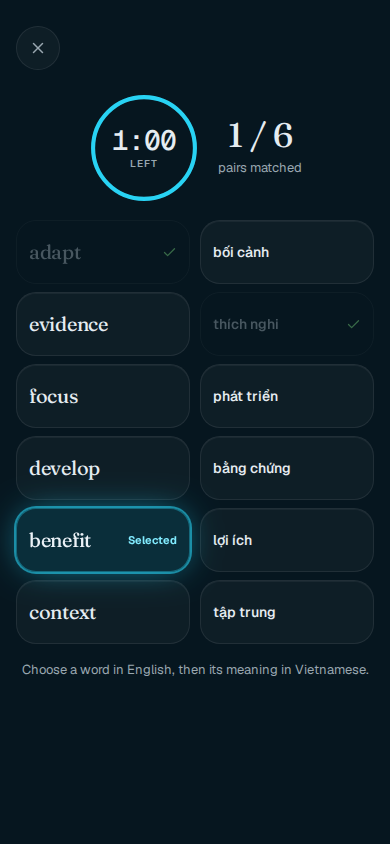 1:00
LEFT
1/6
pairs matched
adapt
bối cảnh
evidence
thích nghi
focus
phát triển
develop
bằng chứng
benefit
Selected
lợi ích
context
tập trung
Choose a word in English, then its meaning in Vietnamese.